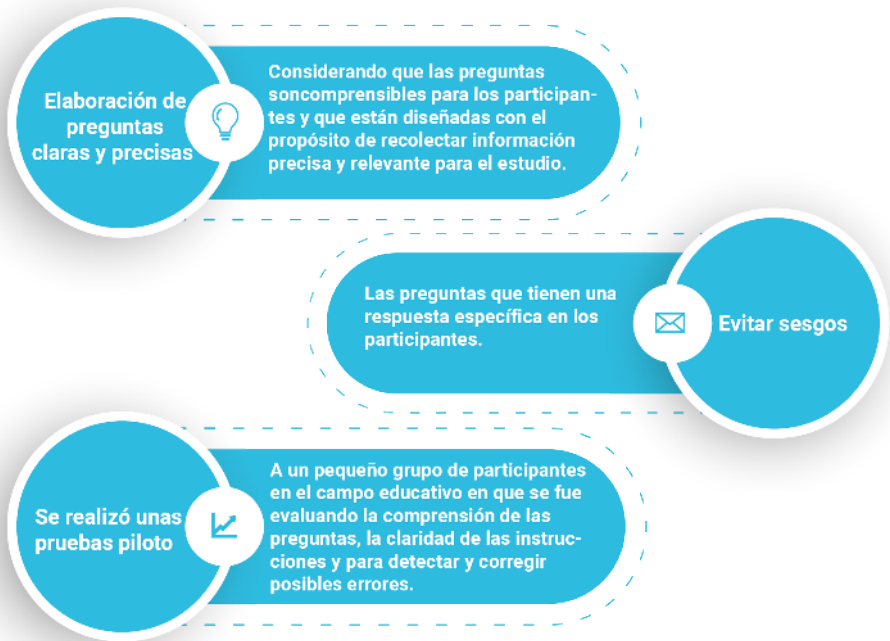 Elaboración de
preguntas
claras y precisas
Considerando que las preguntas
soncomprensibles para los participan-
tes y que están diseñadas con el
propósito de recolectar información
precisa y relevante para el estudio.
Las preguntas que tienen una
respuesta específica en los
participantes.
Evitar sesgos
Se realizó unas
pruebas piloto
A un pequeño grupo de participantes
en el campo educativo en que se fue
evaluando la comprensión de las
preguntas, la claridad de las instruc-
ciones y para detectar y corregir
posibles errores.